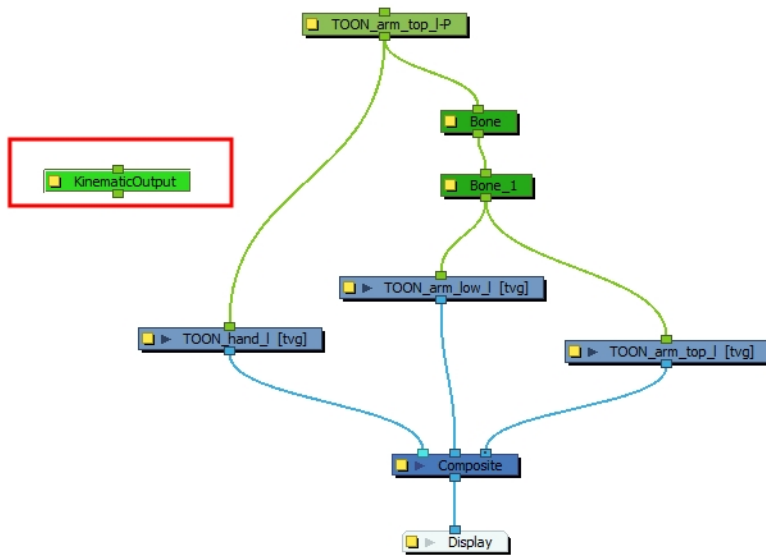 TOON_arm_top_l-P
Bone
KinematicOutput
Bone_1
TOON_arm_low_l [tvg]
TOON_hand_l [tvg]
TOON_arm_top_l [tvg]
Composite
Display